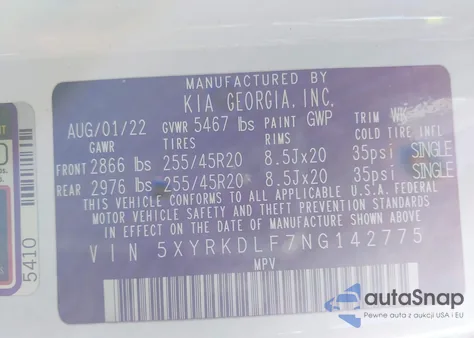 MANUFACTURED BY
KIA GEORGIA, INC.
AUG/01/22 GVWR 5467 lbs PAINT GWP TRIM WK
GAWR TIRES RIMS COLD TIRE INFL
FRONT 2866 lbs 255/45R20 8.5Jx20 35psi SINGLE
REAR 2976 lbs 255/45R20 8.5Jx20 35psi SINGLE
THIS VEHICLE CONFORMS TO ALL APPLICABLE U.S.A. FEDERAL
MOTOR VEHICLE SAFETY AND THEFT PREVENTION STANDARDS
IN EFFECT ON THE DATE OF MANUFACTURE SHOWN ABOVE
VIN 5XYRKDLF7NG142775
MPV
5410
autoSnap
Pewne auta z aukcji USA i EU